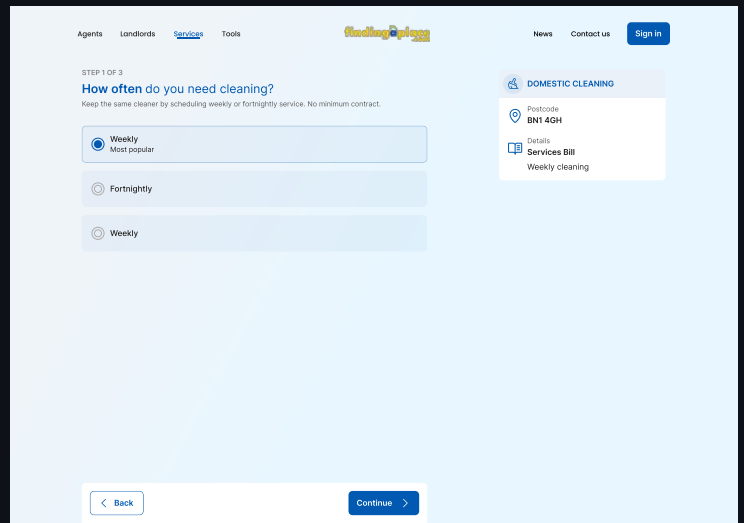 Agents Landlords Services Tools findingaplace.com News Contact us Sign in
STEP 1 OF 3
How often do you need cleaning?
Keep the same cleaner by scheduling weekly or fortnightly service. No minimum contract.
Weekly
Most popular
Fortnightly
Weekly
DOMESTIC CLEANING
Postcode
BN1 4GH
Details
Services Bill
Weekly cleaning
Back Continue